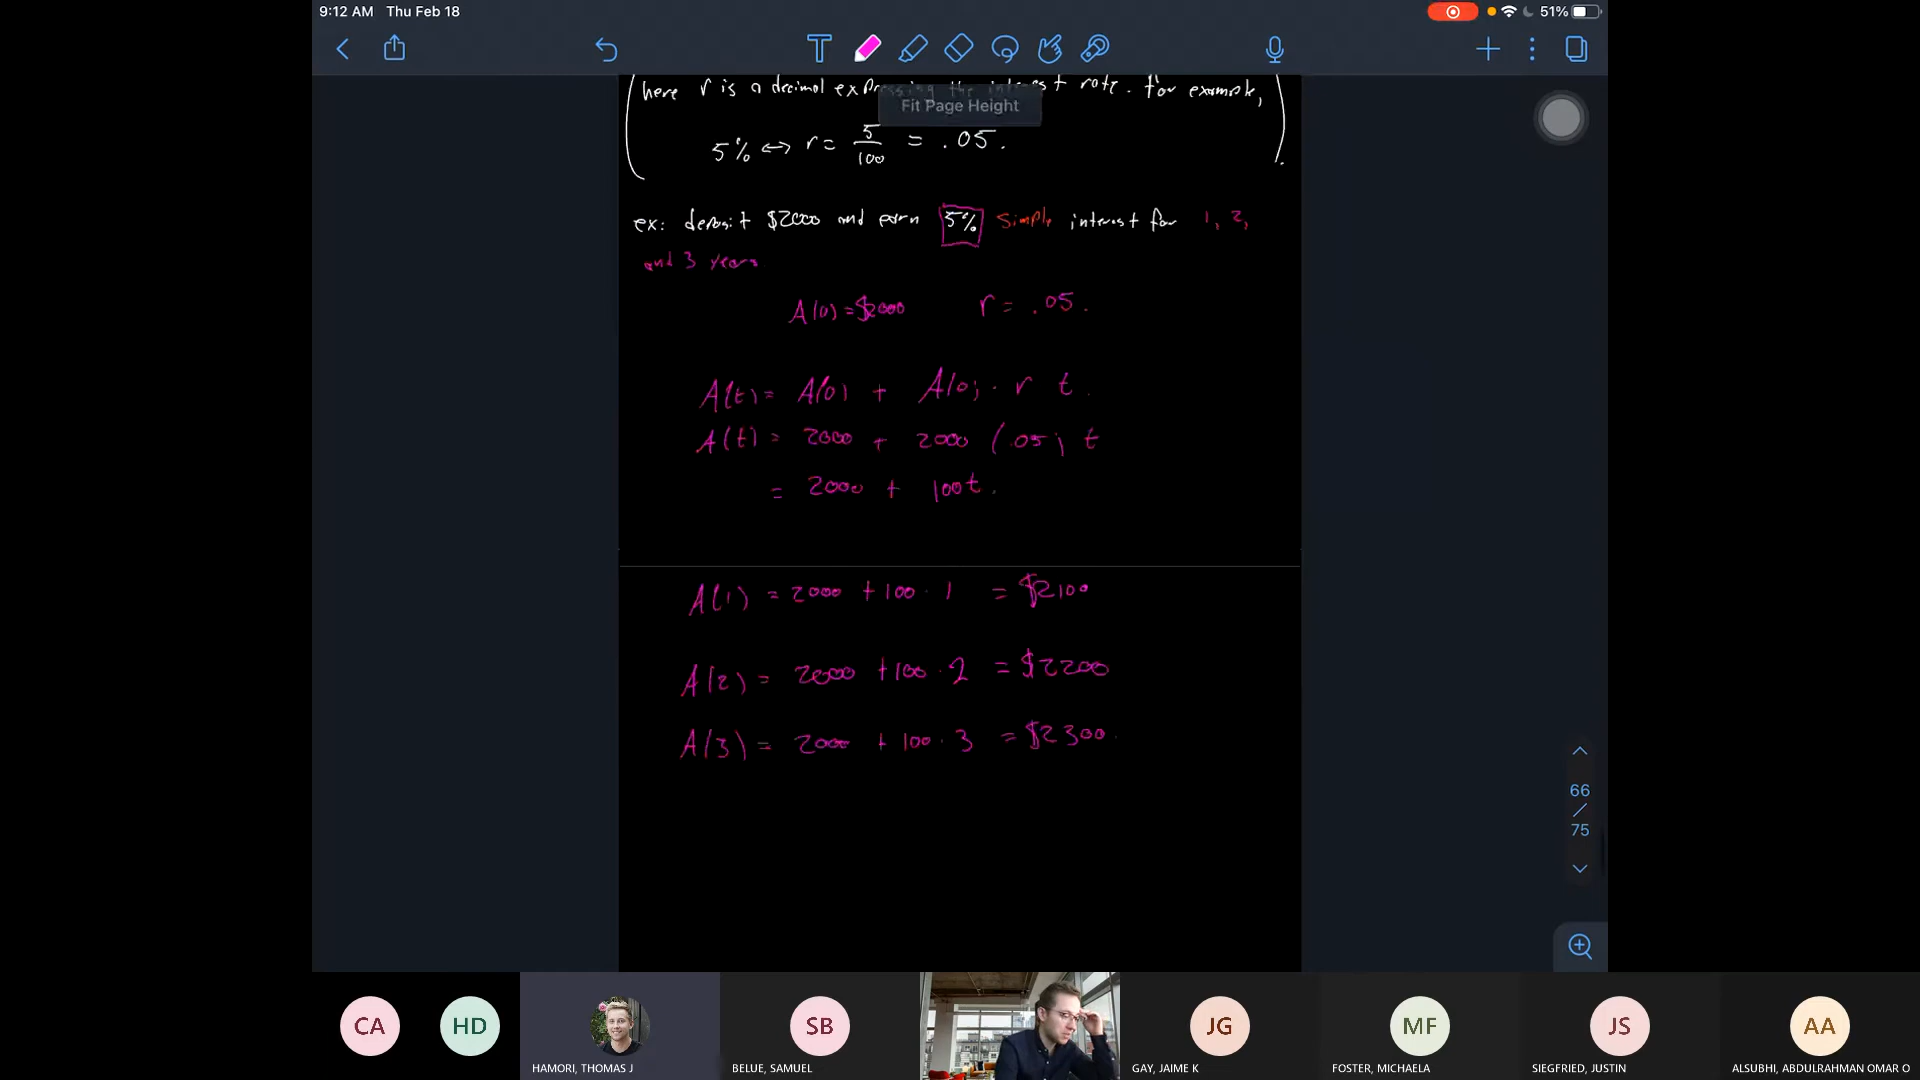 9:12 AM Thu Feb 18
51%
here r is a decimal expressing the interest rate. for example,
Fit Page Height
5% ↔ r = 5/100 = .05.
ex: deposit $2000 and earn 5% simple interest for 1, 2,
and 3 years
A(0) = $2000 r = .05.
A(t) = A(0) + A(0) · r t.
A(t) = 2000 + 2000 (.05) t
= 2000 + 100t.
A(1) = 2000 + 100 · 1 = $2100
A(2) = 2000 + 100 · 2 = $2200
A(3) = 2000 + 100 · 3 = $2300.
66
/
75
CA HD SB JG MF JS AA
HAMORI, THOMAS J BELUE, SAMUEL GAY, JAIME K FOSTER, MICHAELA SIEGFRIED, JUSTIN ALSUBHI, ABDULRAHMAN OMAR O